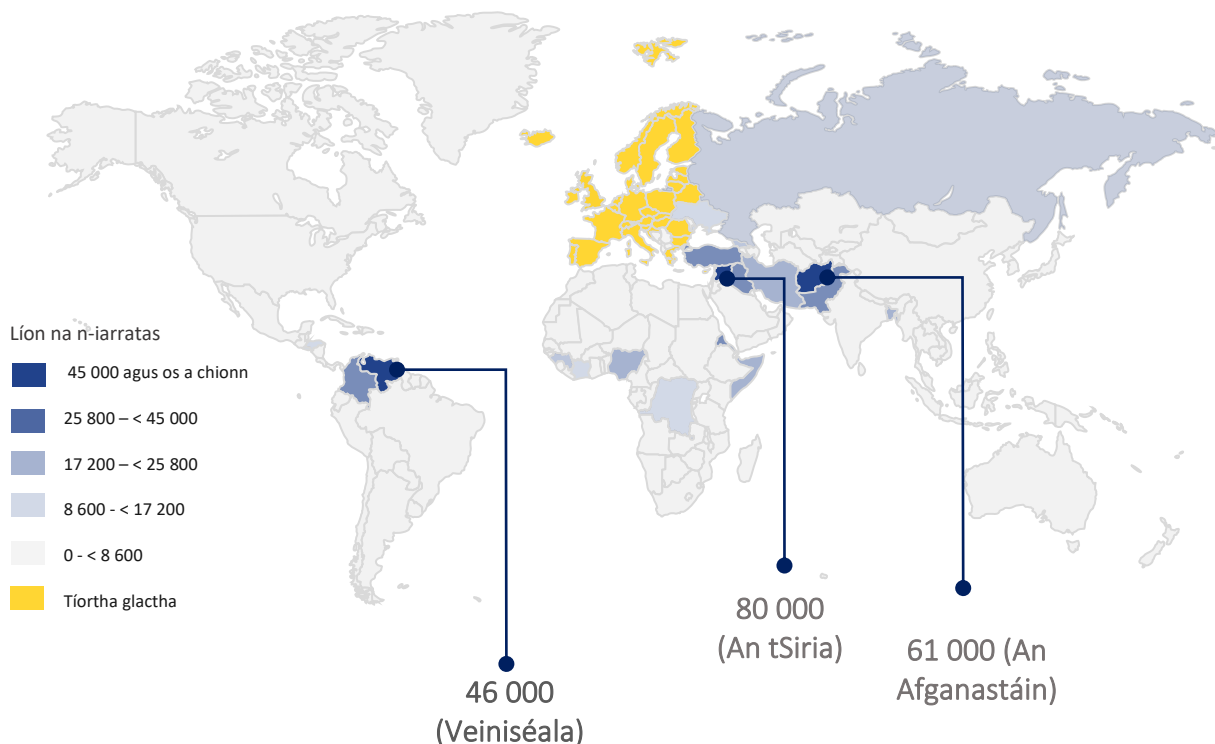 Líon na n-iarratas
45 000 agus os a chionn
25 800 – < 45 000
17 200 – < 25 800
8 600 - < 17 200
0 - < 8 600
Tíortha glactha
46 000
(Veiniséala)
80 000
(An tSiria)
61 000 (An
Afganastáin)